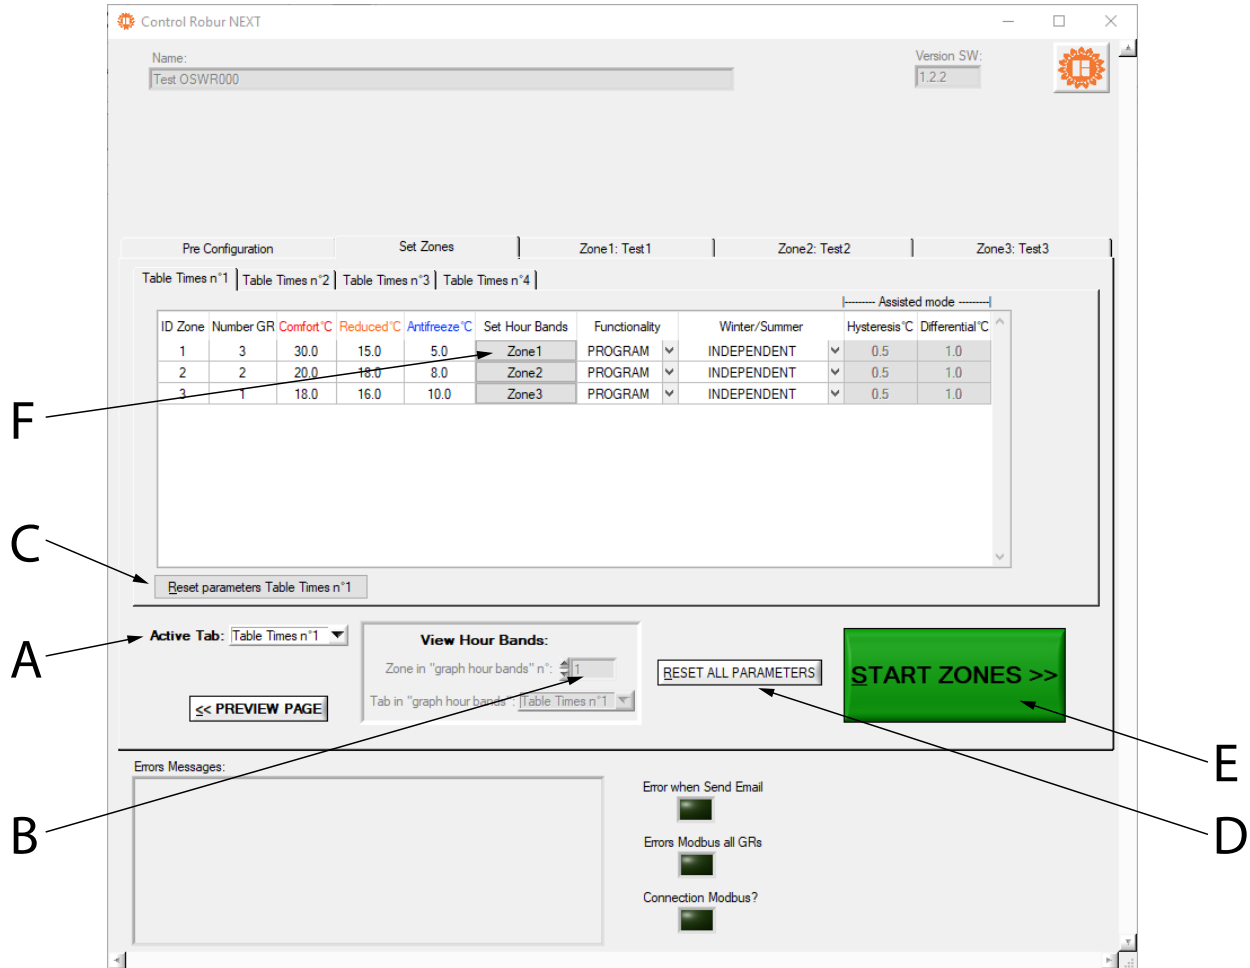 Control Robur NEXT
Name:
Version SW:
Test OSWR000
1.2.2
Pre Configuration
Set Zones
Zone1: Test1
Zone2: Test2
Zone3: Test3
Table Times n°1
Table Times n°2
Table Times n°3
Table Times n°4
|--------- Assisted mode ---------|
ID Zone Number GR Comfort°C Reduced°C Antifreeze°C Set Hour Bands Functionality Winter/Summer Hysteresis°C Differential°C
1 3 30.0 15.0 5.0 Zone1 PROGRAM INDEPENDENT 0.5 1.0
2 2 20.0 18.0 8.0 Zone2 PROGRAM INDEPENDENT 0.5 1.0
3 1 18.0 16.0 10.0 Zone3 PROGRAM INDEPENDENT 0.5 1.0
F
C
Reset parameters Table Times n°1
A
Active Tab: Table Times n°1
View Hour Bands:
Zone in "graph hour bands" n°: 1
Tab in "graph hour bands": Table Times n°1
<< PREVIEW PAGE
RESET ALL PARAMETERS
START ZONES >>
E
B
D
Errors Messages:
Error when Send Email
Errors Modbus all GRs
Connection Modbus?